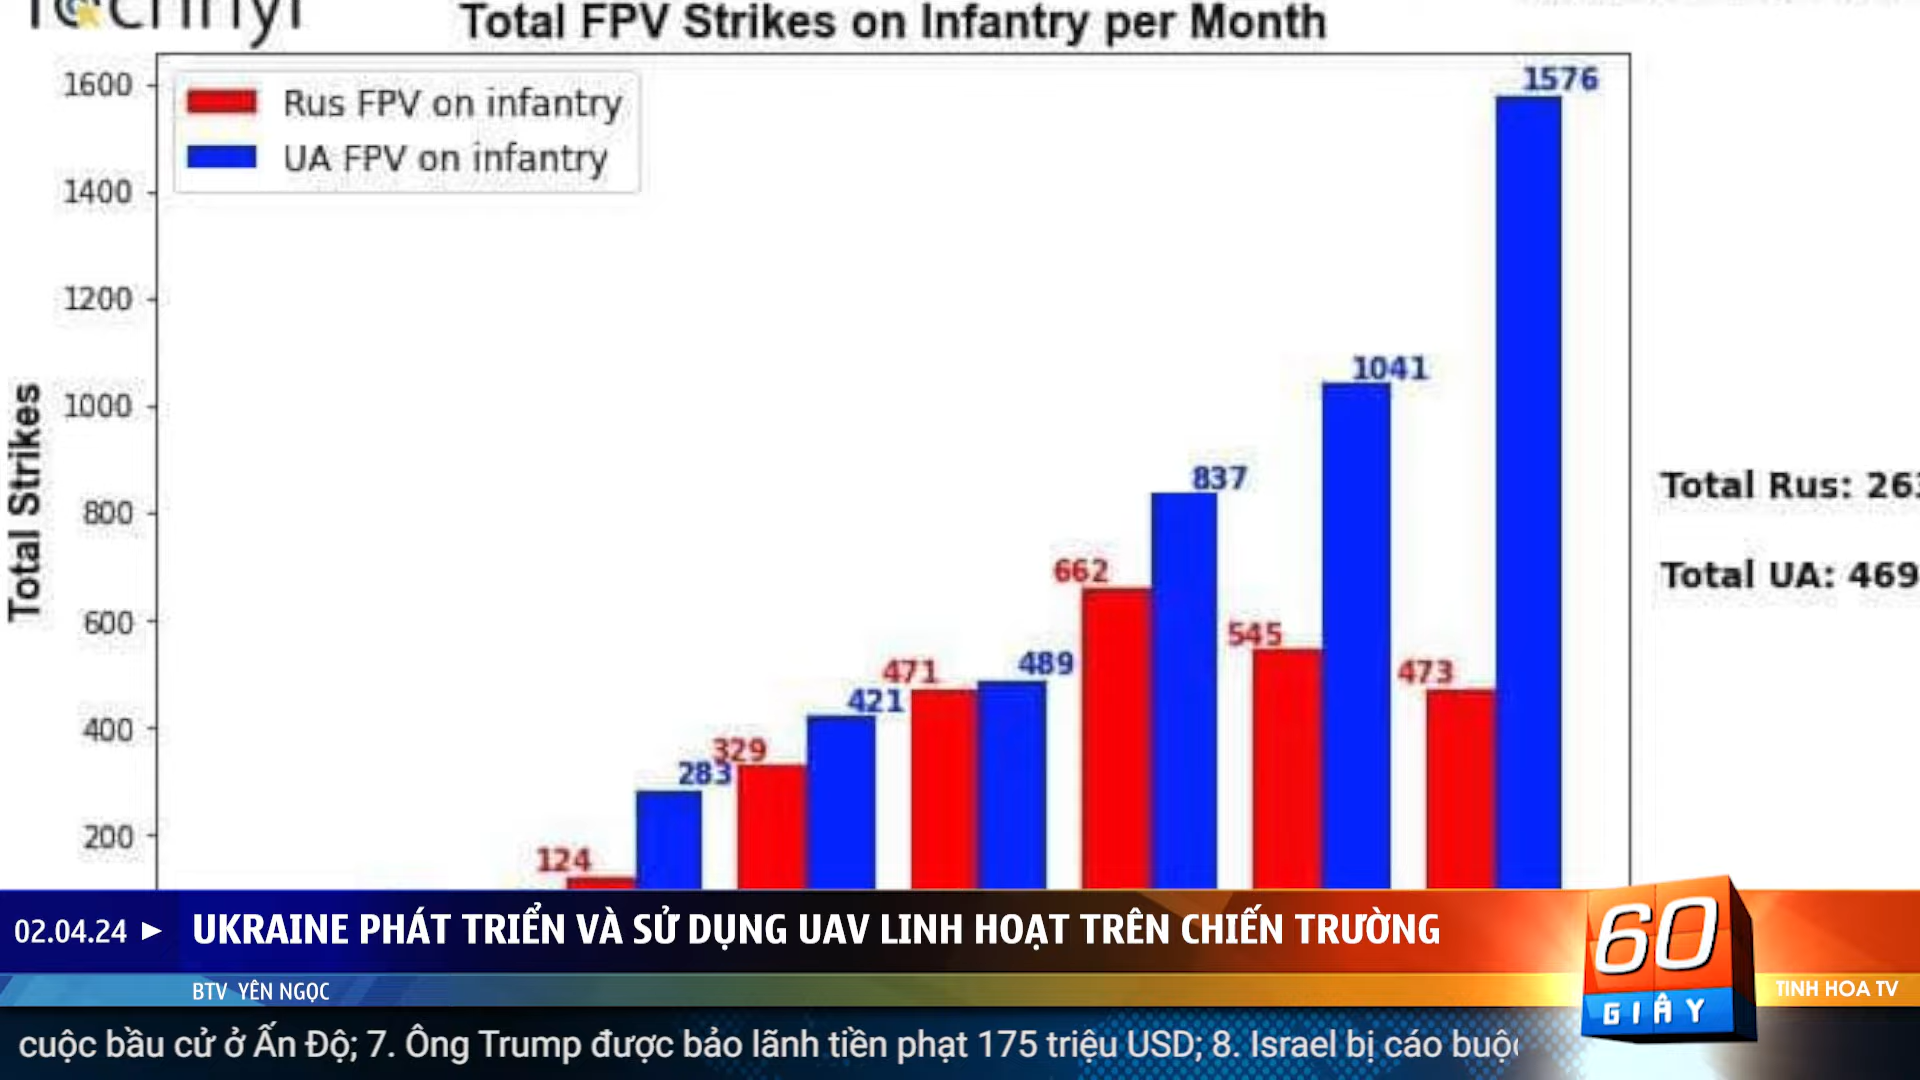 Total FPV Strikes on Infantry per Month
Rus FPV on infantry
UA FPV on infantry
Total Strikes
1600
1400
1200
1000
800
600
400
200
124
283
329
421
471
489
662
837
545
1041
473
1576
Total Rus: 263
Total UA: 469
02.04.24
UKRAINE PHÁT TRIỂN VÀ SỬ DỤNG UAV LINH HOẠT TRÊN CHIẾN TRƯỜNG
BTV YÊN NGỌC
60
GIÂY
TINH HOA TV
cuộc bầu cử ở Ấn Độ; 7. Ông Trump được bảo lãnh tiền phạt 175 triệu USD; 8. Israel bị cáo buộ